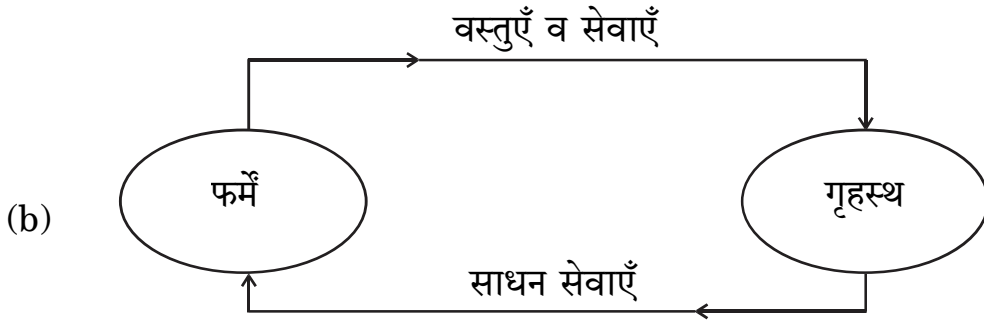 वस्तुएँ व सेवाएँ
फर्में
गृहस्थ
(b)
साधन सेवाएँ